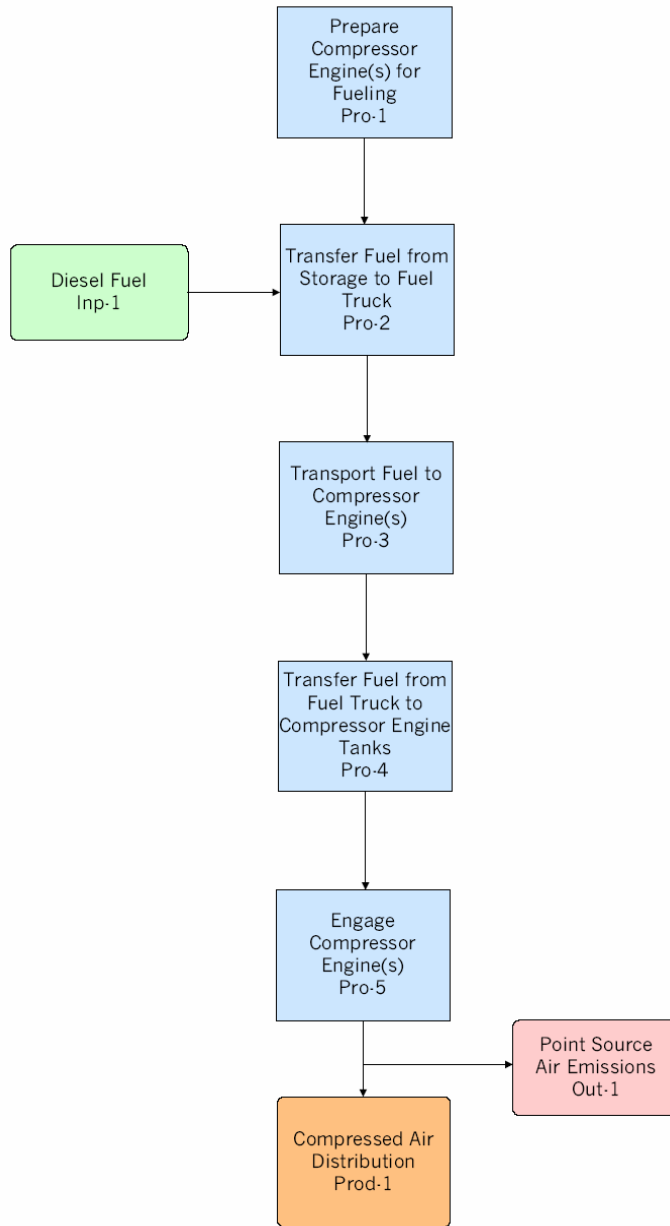 Prepare
Compressor
Engine(s) for
Fueling
Pro-1
Diesel Fuel
Inp-1
Transfer Fuel from
Storage to Fuel
Truck
Pro-2
Transport Fuel to
Compressor
Engine(s)
Pro-3
Transfer Fuel from
Fuel Truck to
Compressor Engine
Tanks
Pro-4
Engage
Compressor
Engine(s)
Pro-5
Point Source
Air Emissions
Out-1
Compressed Air
Distribution
Prod-1